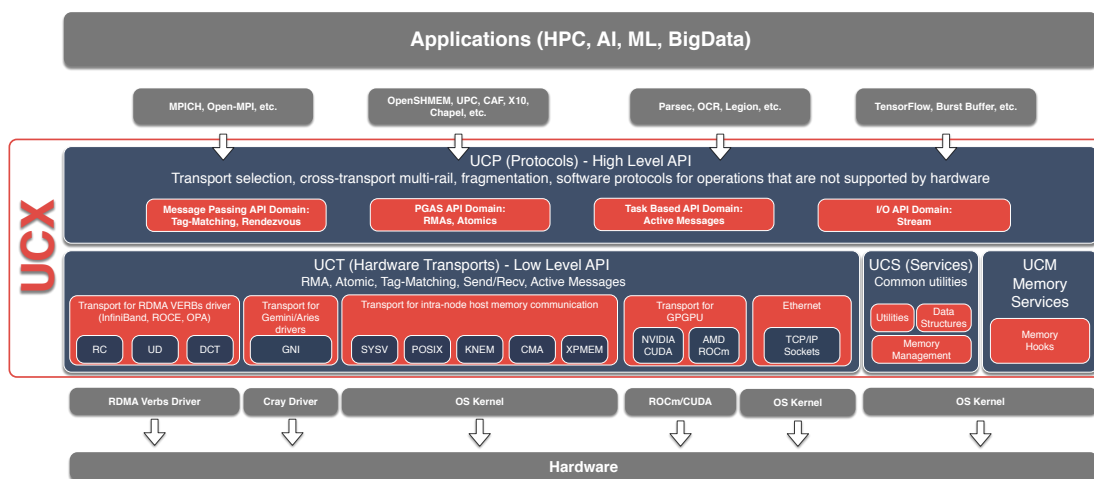 Applications (HPC, AI, ML, BigData)
MPICH, Open-MPI, etc.
OpenSHMEM, UPC, CAF, X10,
Chapel, etc.
Parsec, OCR, Legion, etc.
TensorFlow, Burst Buffer, etc.
UCX
UCP (Protocols) - High Level API
Transport selection, cross-transport multi-rail, fragmentation, software protocols for operations that are not supported by hardware
Message Passing API Domain:
Tag-Matching, Rendezvous
PGAS API Domain:
RMAs, Atomics
Task Based API Domain:
Active Messages
I/O API Domain:
Stream
UCT (Hardware Transports) - Low Level API
RMA, Atomic, Tag-Matching, Send/Recv, Active Messages
Transport for RDMA VERBs driver
(InfiniBand, ROCE, OPA)
RC
UD
DCT
Transport for
Gemini/Aries
drivers
GNI
Transport for intra-node host memory communication
SYSV
POSIX
KNEM
CMA
XPMEM
Transport for
GPGPU
NVIDIA
CUDA
AMD
ROCm
Ethernet
TCP/IP
Sockets
UCS (Services)
Common utilities
Utilities
Data
Structures
Memory
Management
UCM
Memory
Services
Memory
Hooks
RDMA Verbs Driver
Cray Driver
OS Kernel
ROCm/CUDA
OS Kernel
OS Kernel
Hardware